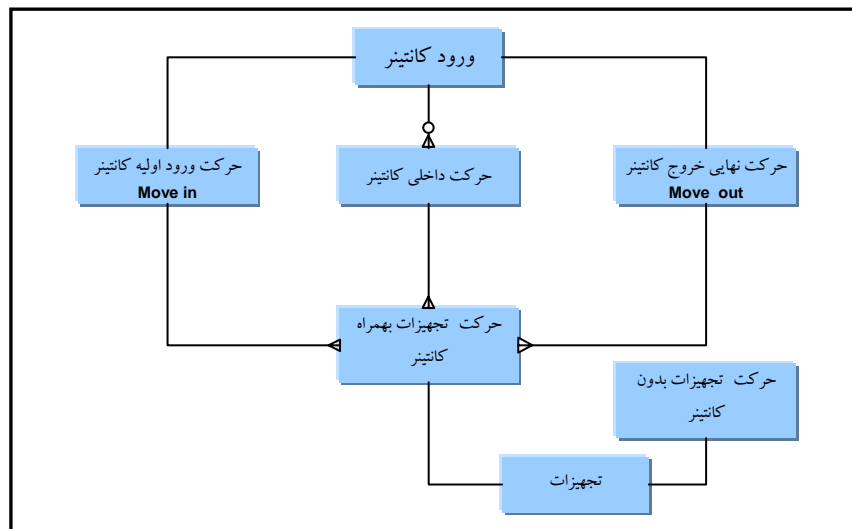 ورود کانتینر
حرکت نهایی خروج کانتینر
Move out
حرکت داخلی کانتینر
حرکت ورود اولیه کانتینر
Move in
حرکت تجهیزات بهمراه
کانتینر
حرکت تجهیزات بدون
کانتینر
تجهیزات